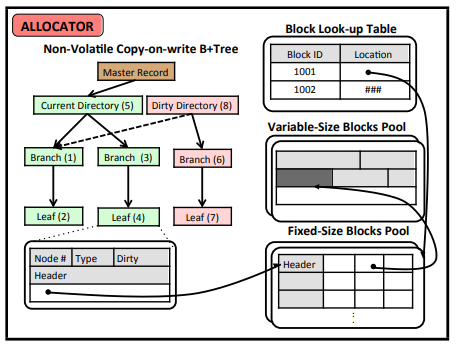 ALLOCATOR
Non-Volatile Copy-on-write B+Tree
Master Record
Current Directory (5) Dirty Directory (8)
Branch (1) Branch (3) Branch (6)
Leaf (2) Leaf (4) Leaf (7)
Node # Type Dirty
Header
Block Look-up Table
Block ID Location
1001
1002 ###
Variable-Size Blocks Pool
Fixed-Size Blocks Pool
Header